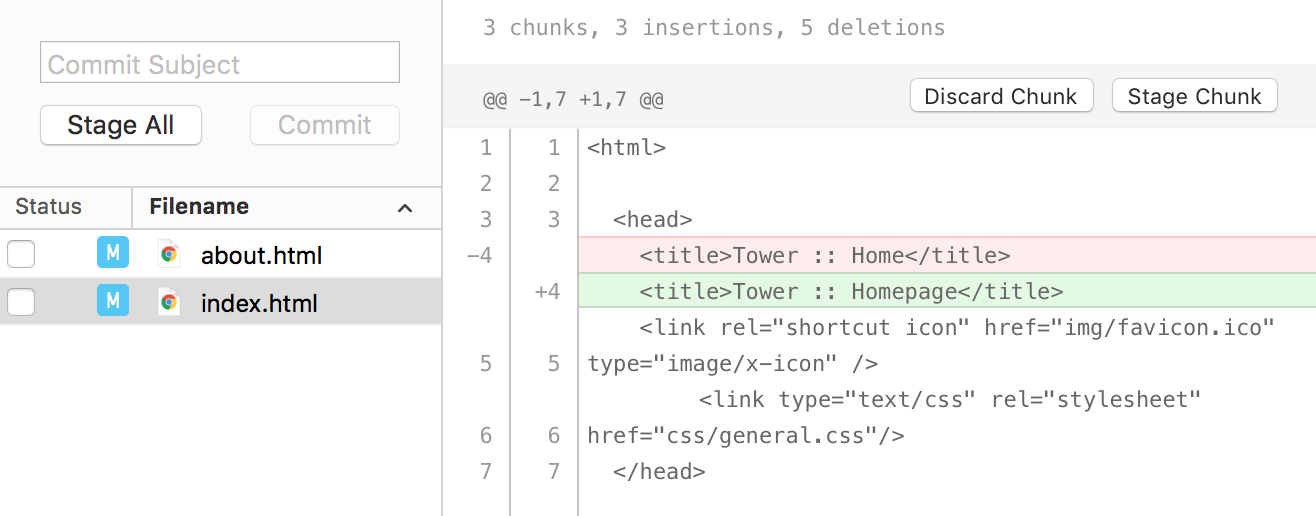 Commit Subject
Stage All
Commit
Status
Filename
M
about.html
M
index.html
3 chunks, 3 insertions, 5 deletions
@@ -1,7 +1,7 @@
Discard Chunk
Stage Chunk
1 1 <html>
2 2
3 3 <head>
-4 <title>Tower :: Home</title>
+4 <title>Tower :: Homepage</title>
<link rel="shortcut icon" href="img/favicon.ico"
5 5 type="image/x-icon" />
<link type="text/css" rel="stylesheet"
6 6 href="css/general.css"/>
7 7 </head>